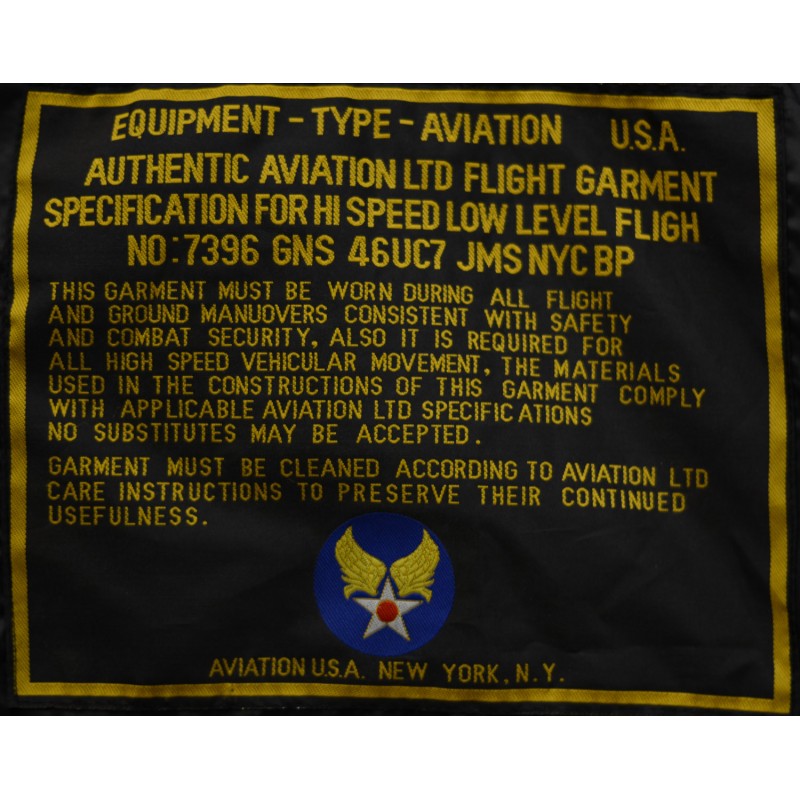 EQUIPMENT - TYPE - AVIATION U.S.A.
AUTHENTIC AVIATION LTD FLIGHT GARMENT
SPECIFICATION FOR HI SPEED LOW LEVEL FLIGH
NO: 7396 GNS 46UC7 JMS NYC BP
THIS GARMENT MUST BE WORN DURING ALL FLIGHT
AND GROUND MANUOVERS CONSISTENT WITH SAFETY
AND COMBAT SECURITY, ALSO IT IS REQUIRED FOR
ALL HIGH SPEED VEHICULAR MOVEMENT, THE MATERIALS
USED IN THE CONSTRUCTIONS OF THIS GARMENT COMPLY
WITH APPLICABLE AVIATION LTD SPECIFICATIONS
NO SUBSTITUTES MAY BE ACCEPTED.
GARMENT MUST BE CLEANED ACCORDING TO AVIATION LTD
CARE INSTRUCTIONS TO PRESERVE THEIR CONTINUED
USEFULNESS.
AVIATION U.S.A. NEW YORK, N.Y.